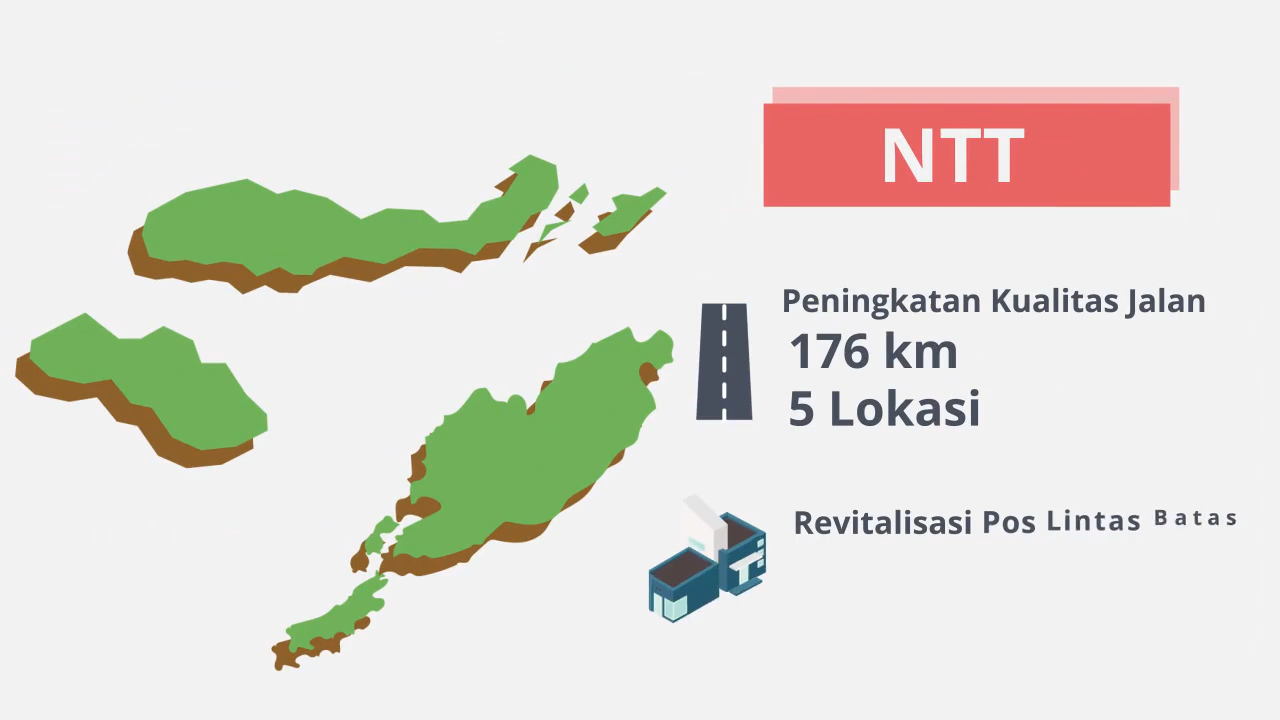 NTT
Peningkatan Kualitas Jalan
176 km
5 Lokasi
Revitalisasi Pos Lintas Batas